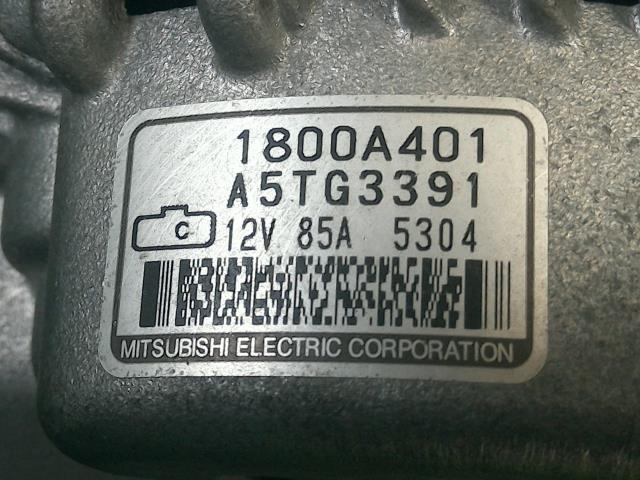 1800A401
A5TG3391
C 12V 85A 5304
MITSUBISHI ELECTRIC CORPORATION